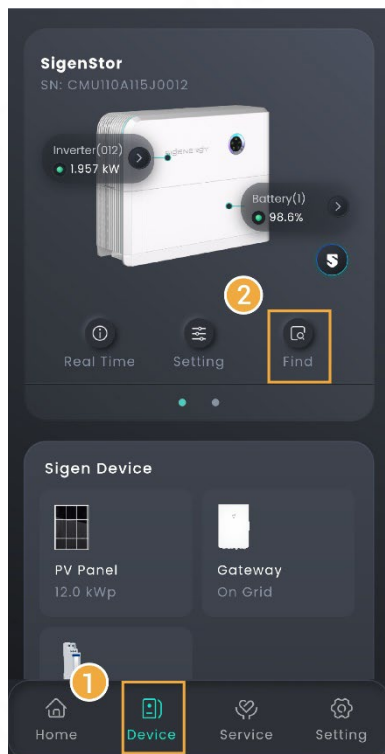 SigenStor
SN: CMU110A115J0012
Inverter(012)
1.957 kW
SIGENERGY
Battery(1)
98.6%
S
2
Real Time
Setting
Find
Sigen Device
PV Panel
12.0 kWp
Gateway
On Grid
1
Home
Device
Service
Setting